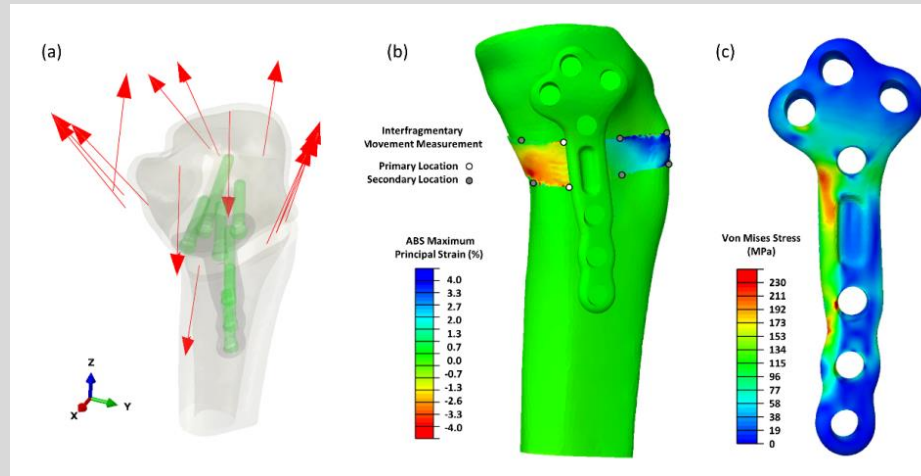 (a)
(b)
(c)
Interfragmentary
Movement Measurement
Primary Location
Secondary Location
ABS Maximum
Principal Strain (%)
4.0
3.3
2.7
2.0
1.3
0.7
0.0
-0.7
-1.3
-2.6
-3.3
-4.0
Von Mises Stress
(MPa)
230
211
192
173
153
134
115
96
77
58
38
19
0
Z
X
Y